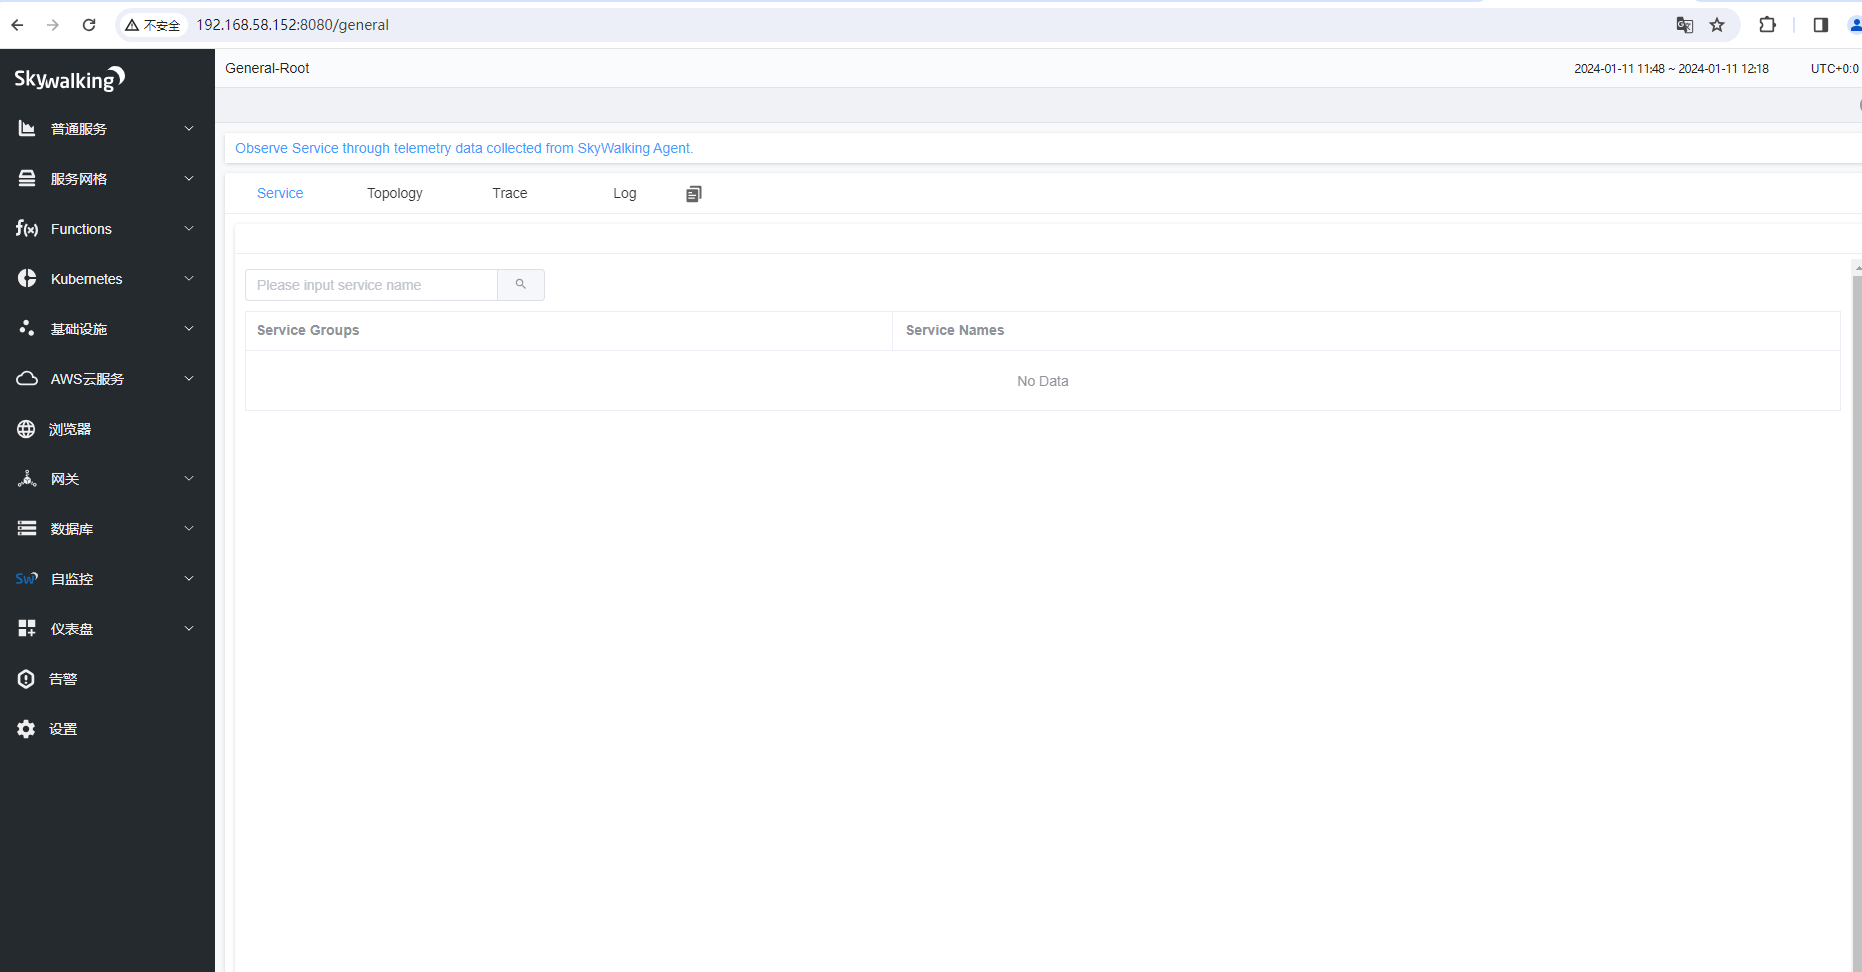 不安全 192.168.58.152:8080/general
Skywalking
普通服务
服务网格
f(x) Functions
Kubernetes
基础设施
AWS云服务
浏览器
网关
数据库
Sw 自监控
仪表盘
告警
设置
General-Root
2024-01-11 11:48 ~ 2024-01-11 12:18
UTC+0:0
Observe Service through telemetry data collected from SkyWalking Agent.
Service Topology Trace Log
Please input service name
Service Groups Service Names
No Data